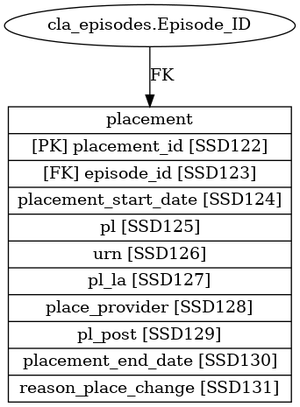 cla_episodes.Episode_ID
FK
placement
[PK] placement_id [SSD122]
[FK] episode_id [SSD123]
placement_start_date [SSD124]
pl [SSD125]
urn [SSD126]
pl_la [SSD127]
place_provider [SSD128]
pl_post [SSD129]
placement_end_date [SSD130]
reason_place_change [SSD131]